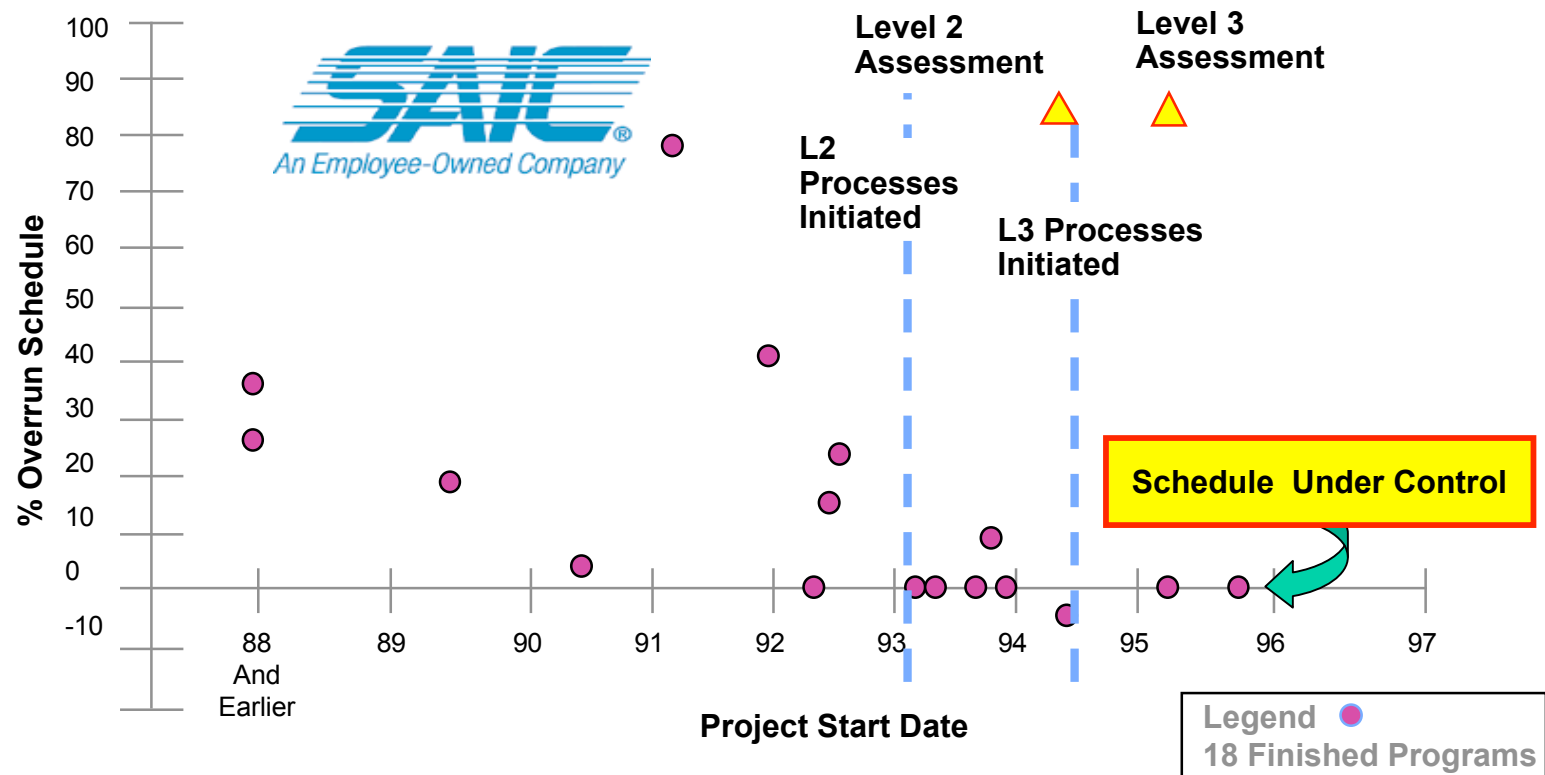 100
90
80
70
60
50
40
30
20
10
0
-10
% Overrun Schedule
SAIC®
An Employee-Owned Company
Level 2
Assessment
Level 3
Assessment
L2
Processes
Initiated
L3 Processes
Initiated
Schedule Under Control
88
And
Earlier
89
90
91
92
93
94
95
96
97
Project Start Date
Legend
18 Finished Programs